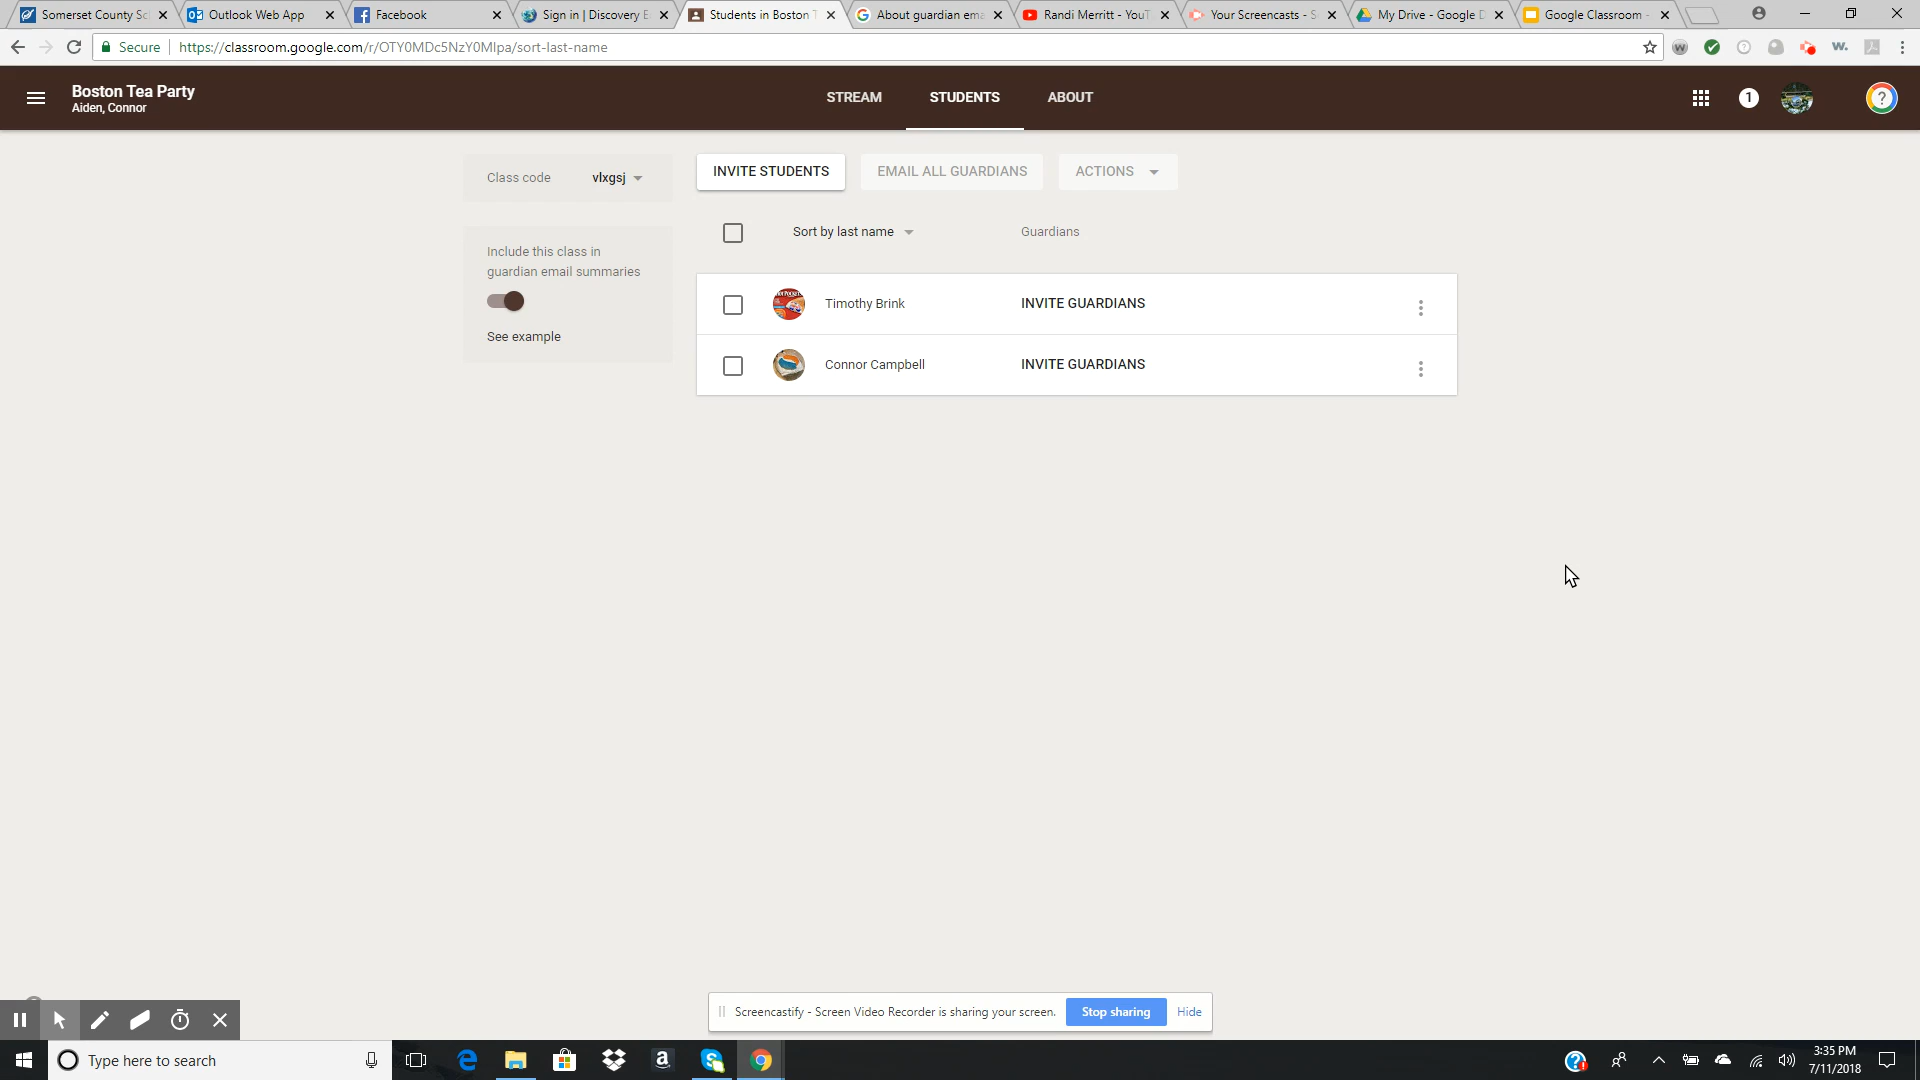 Somerset County Sc
Outlook Web App
Facebook
Sign in | Discovery E
Students in Boston T
About guardian ema
Randi Merritt - YouT
Your Screencasts - S
My Drive - Google D
Google Classroom -
Secure
https://classroom.google.com/r/OTY0MDc5NzY0MIpa/sort-last-name
Boston Tea Party
Aiden, Connor
STREAM
STUDENTS
ABOUT
1
Class code
vlxgsj
INVITE STUDENTS
EMAIL ALL GUARDIANS
ACTIONS
Include this class in
guardian email summaries
See example
Sort by last name
Guardians
Timothy Brink
INVITE GUARDIANS
Connor Campbell
INVITE GUARDIANS
Screencastify - Screen Video Recorder is sharing your screen.
Stop sharing
Hide
Type here to search
3:35 PM
7/11/2018